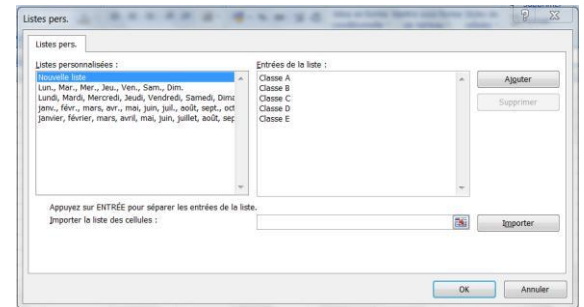 Listes pers.
Listes pers.
Listes personnalisées :
Nouvelle liste
Lun., Mar., Mer., Jeu., Ven., Sam., Dim.
Lundi, Mardi, Mercredi, Jeudi, Vendredi, Samedi, Dima
janv., févr., mars, avr., mai, juin, juil., août, sept., oct
janvier, février, mars, avril, mai, juin, juillet, août, sep
Entrées de la liste :
Classe A
Classe B
Classe C
Classe D
Classe E
Ajouter
Supprimer
Appuyez sur ENTRÉE pour séparer les entrées de la liste.
Importer la liste des cellules :
Importer
OK
Annuler